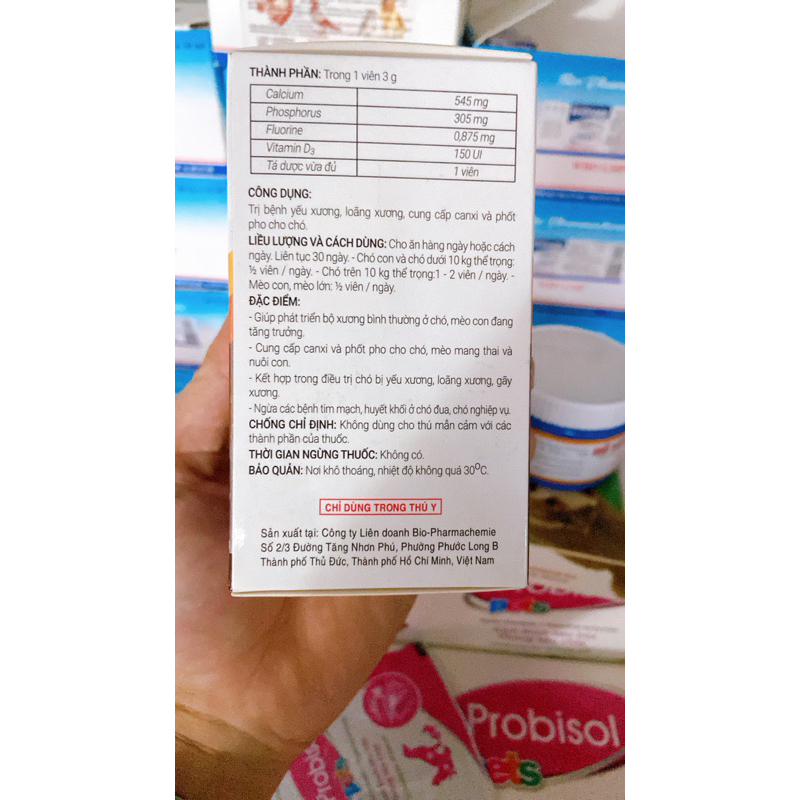 THÀNH PHẦN: Trong 1 viên 3 g
Calcium 545 mg
Phosphorus 305 mg
Fluorine 0,875 mg
Vitamin D3 150 UI
Tá dược vừa đủ 1 viên
CÔNG DỤNG:
Trị bệnh yếu xương, loãng xương, cung cấp canxi và phốt
pho cho chó.
LIỀU LƯỢNG VÀ CÁCH DÙNG: Cho ăn hàng ngày hoặc cách
ngày. Liên tục 30 ngày. - Chó con và chó dưới 10 kg thể trọng:
½ viên / ngày. - Chó trên 10 kg thể trọng:1 - 2 viên / ngày. -
Mèo con, mèo lớn: ½ viên / ngày.
ĐẶC ĐIỂM:
- Giúp phát triển bộ xương bình thường ở chó, mèo con đang
tăng trưởng.
- Cung cấp canxi và phốt pho cho chó, mèo mang thai và
nuôi con.
- Kết hợp trong điều trị chó bị yếu xương, loãng xương, gãy
xương.
- Ngừa các bệnh tim mạch, huyết khối ở chó đua, chó nghiệp vụ.
CHỐNG CHỈ ĐỊNH: Không dùng cho thú mẫn cảm với các
thành phần của thuốc.
THỜI GIAN NGỪNG THUỐC: Không có.
BẢO QUẢN: Nơi khô thoáng, nhiệt độ không quá 30⁰C.
CHỈ DÙNG TRONG THÚ Y
Sản xuất tại: Công ty Liên doanh Bio-Pharmachemie
Số 2/3 Đường Tăng Nhơn Phú, Phường Phước Long B
Thành phố Thủ Đức, Thành phố Hồ Chí Minh, Việt Nam
Probisol
ets